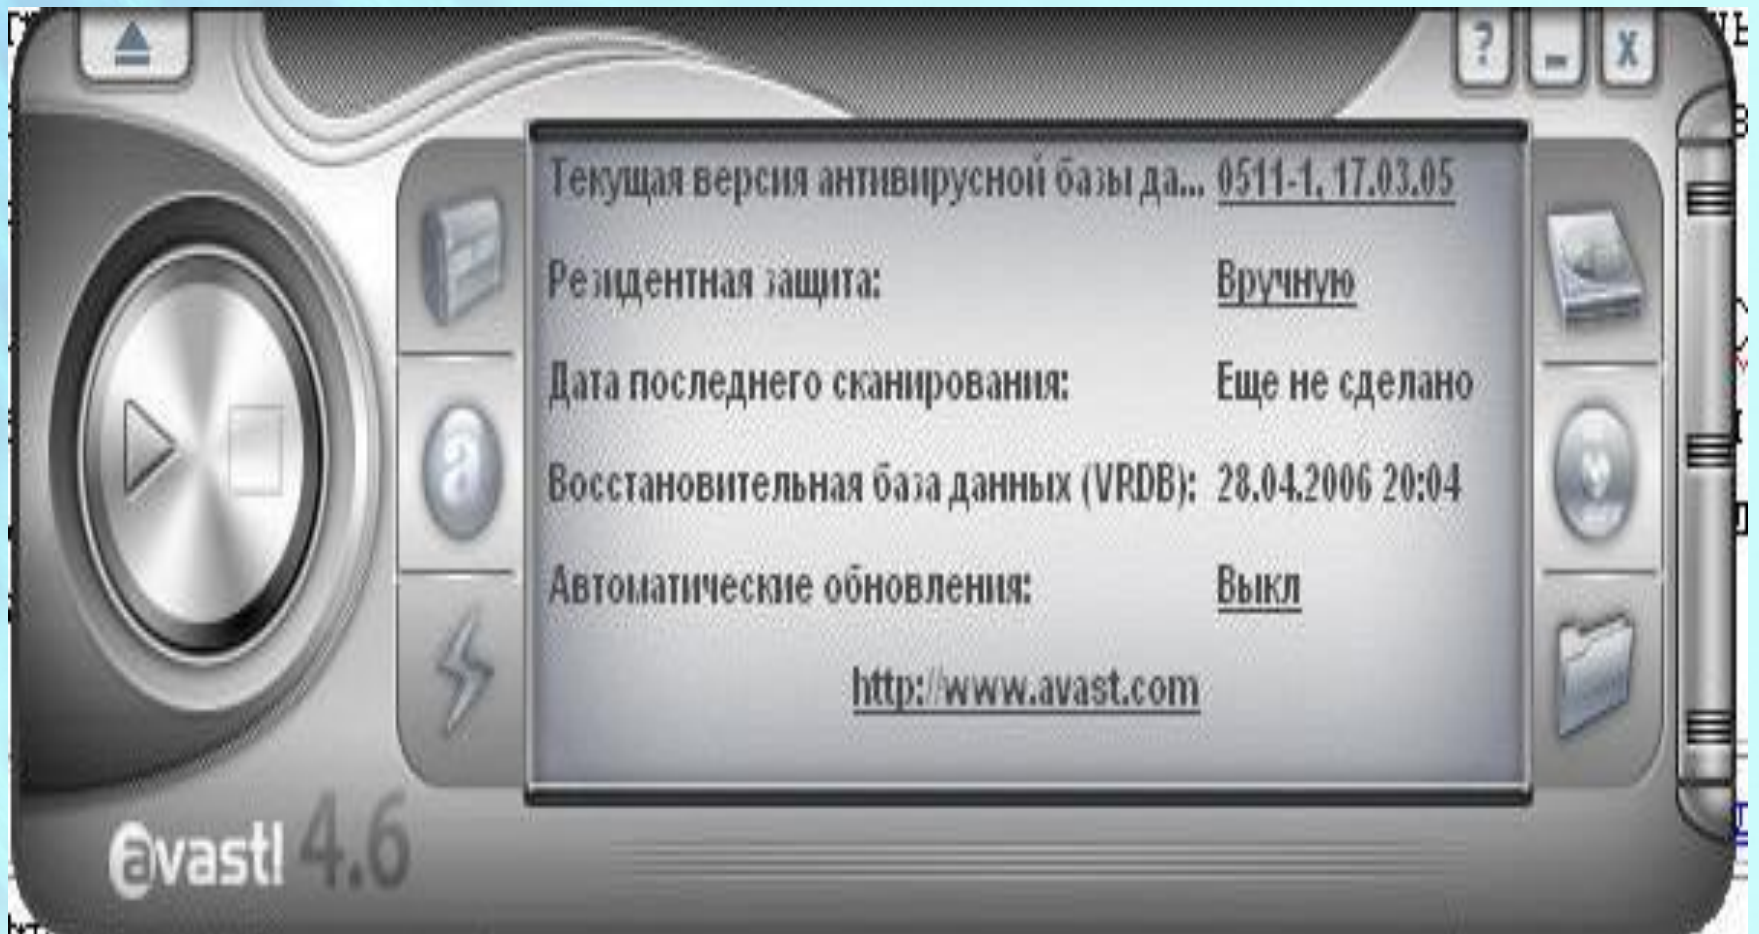 Текущая версия антивирусной базы да... 0511-1, 17.03.05
Резидентная защита: Вручную
Дата последнего сканирования: Еще не сделано
Восстановительная база данных (VRDB): 28.04.2006 20:04
Автоматические обновления: Выкл
http://www.avast.com
avast! 4.6